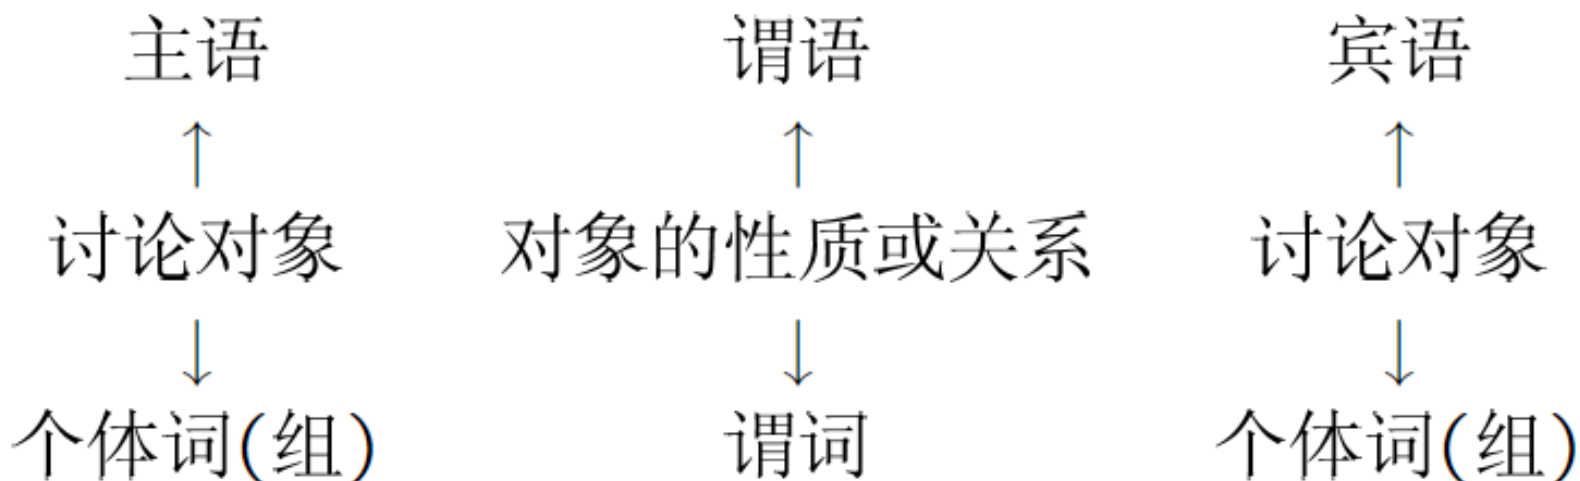 主语 谓语 宾语
↑ ↑ ↑
讨论对象 对象的性质或关系 讨论对象
↓ ↓ ↓
个体词(组) 谓词 个体词(组)